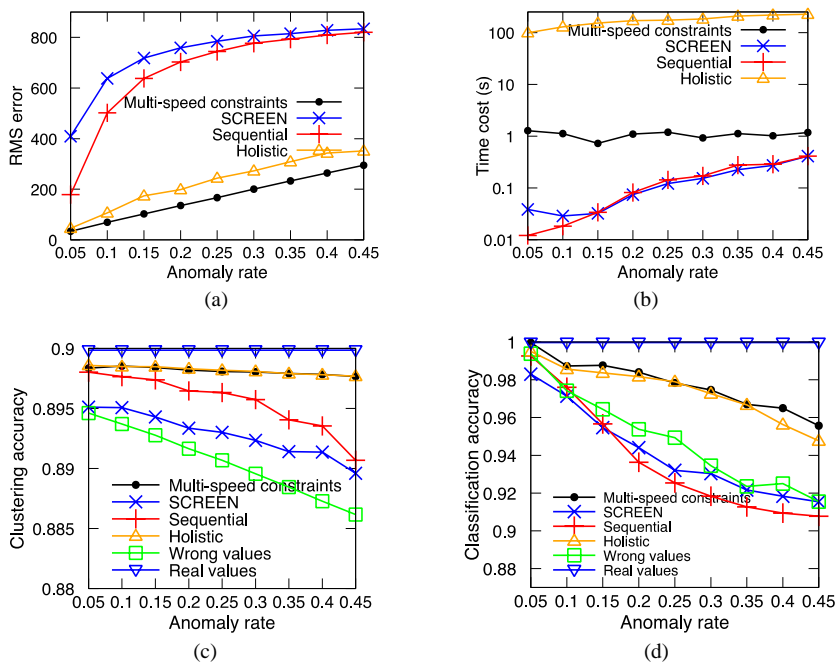 800
600
400
200
0
RMS error
Multi-speed constraints
SCREEN
Sequential
Holistic
0.05 0.1 0.15 0.2 0.25 0.3 0.35 0.4 0.45
Anomaly rate
(a)
100
10
1
0.1
0.01
Time cost (s)
Multi-speed constraints
SCREEN
Sequential
Holistic
0.05 0.1 0.15 0.2 0.25 0.3 0.35 0.4 0.45
Anomaly rate
(b)
0.9
0.895
0.89
0.885
0.88
Clustering accuracy
Multi-speed constraints
SCREEN
Sequential
Holistic
Wrong values
Real values
0.05 0.1 0.15 0.2 0.25 0.3 0.35 0.4 0.45
Anomaly rate
(c)
1
0.98
0.96
0.94
0.92
0.9
0.88
Classification accuracy
Multi-speed constraints
SCREEN
Sequential
Holistic
Wrong values
Real values
0.05 0.1 0.15 0.2 0.25 0.3 0.35 0.4 0.45
Anomaly rate
(d)